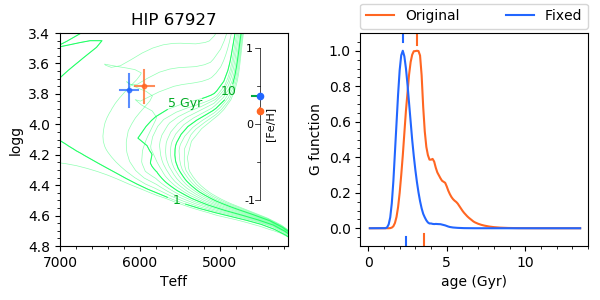 HIP 67927
Original Fixed
3.4
3.6
3.8
4.0
4.2
4.4
4.6
4.8
logg
7000 6000 5000
Teff
5 Gyr
10
1
1
0
-1
[Fe/H]
1.0
0.8
0.6
0.4
0.2
0.0
G function
0 5 10
age (Gyr)